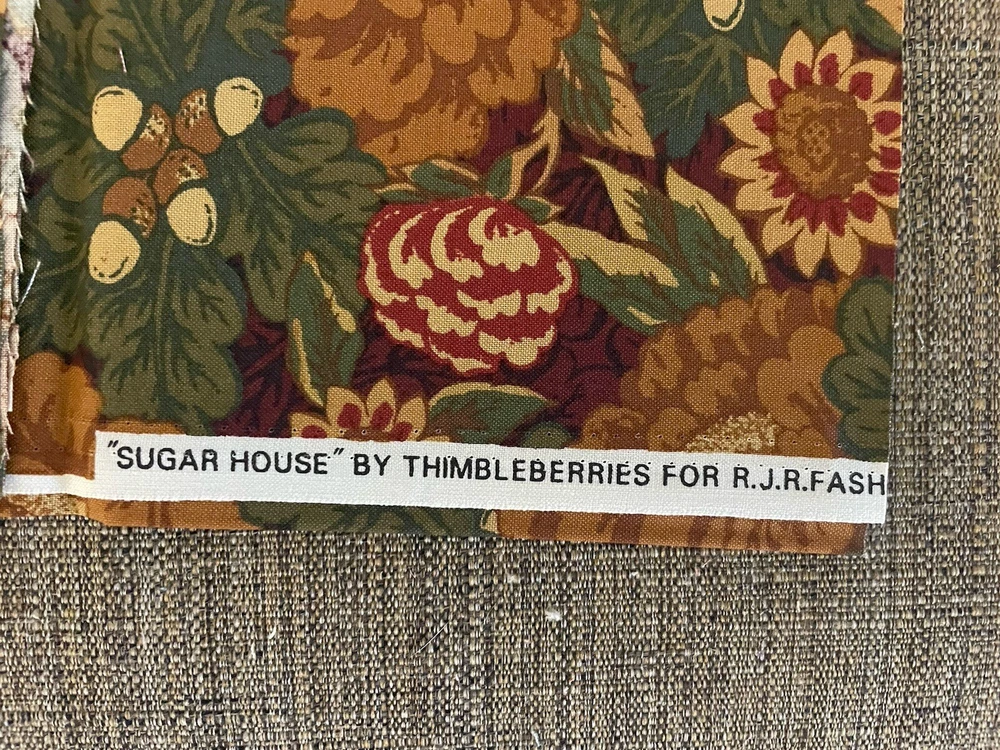 "SUGAR HOUSE" BY THIMBLEBERRIES FOR R.J.R.FASH